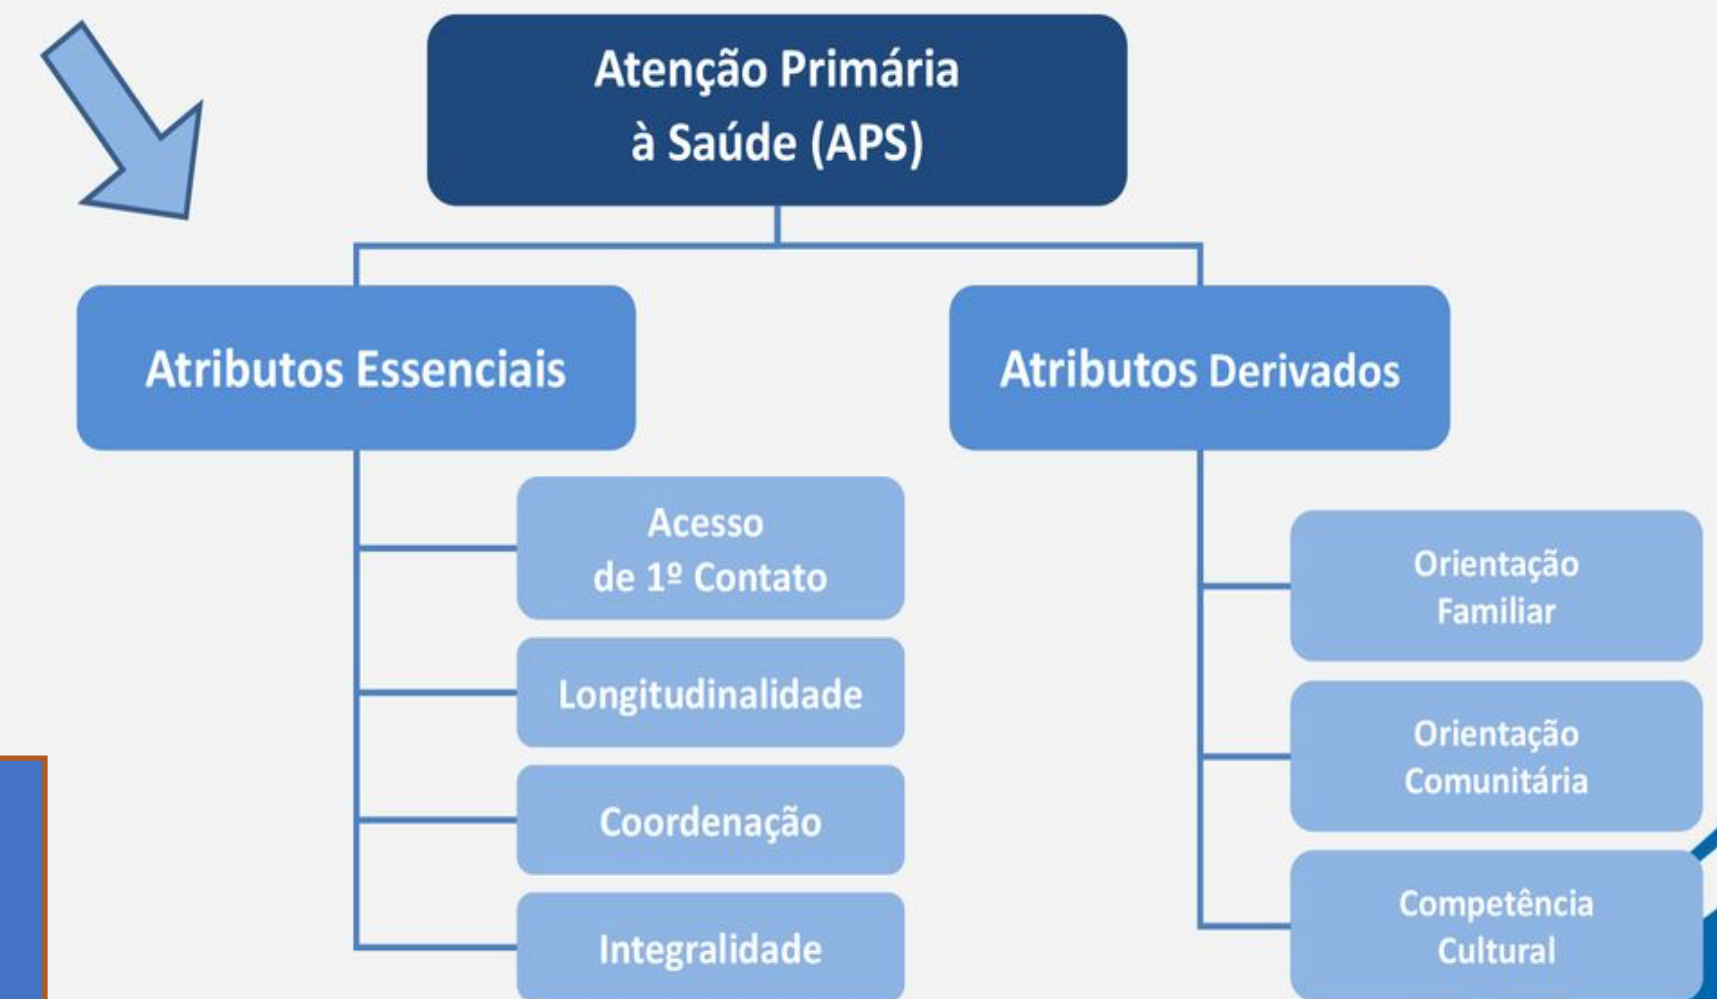 Atenção Primária
à Saúde (APS)
Atributos Essenciais
Acesso
de 1º Contato
Longitudinalidade
Coordenação
Integralidade
Atributos Derivados
Orientação
Familiar
Orientação
Comunitária
Competência
Cultural